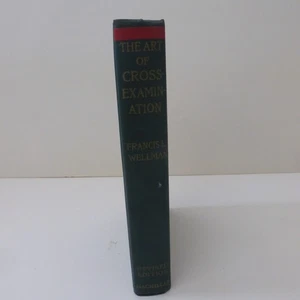 THE ART
OF
CROSS-
EXAMIN-
ATION
FRANCIS L.
WELLMAN